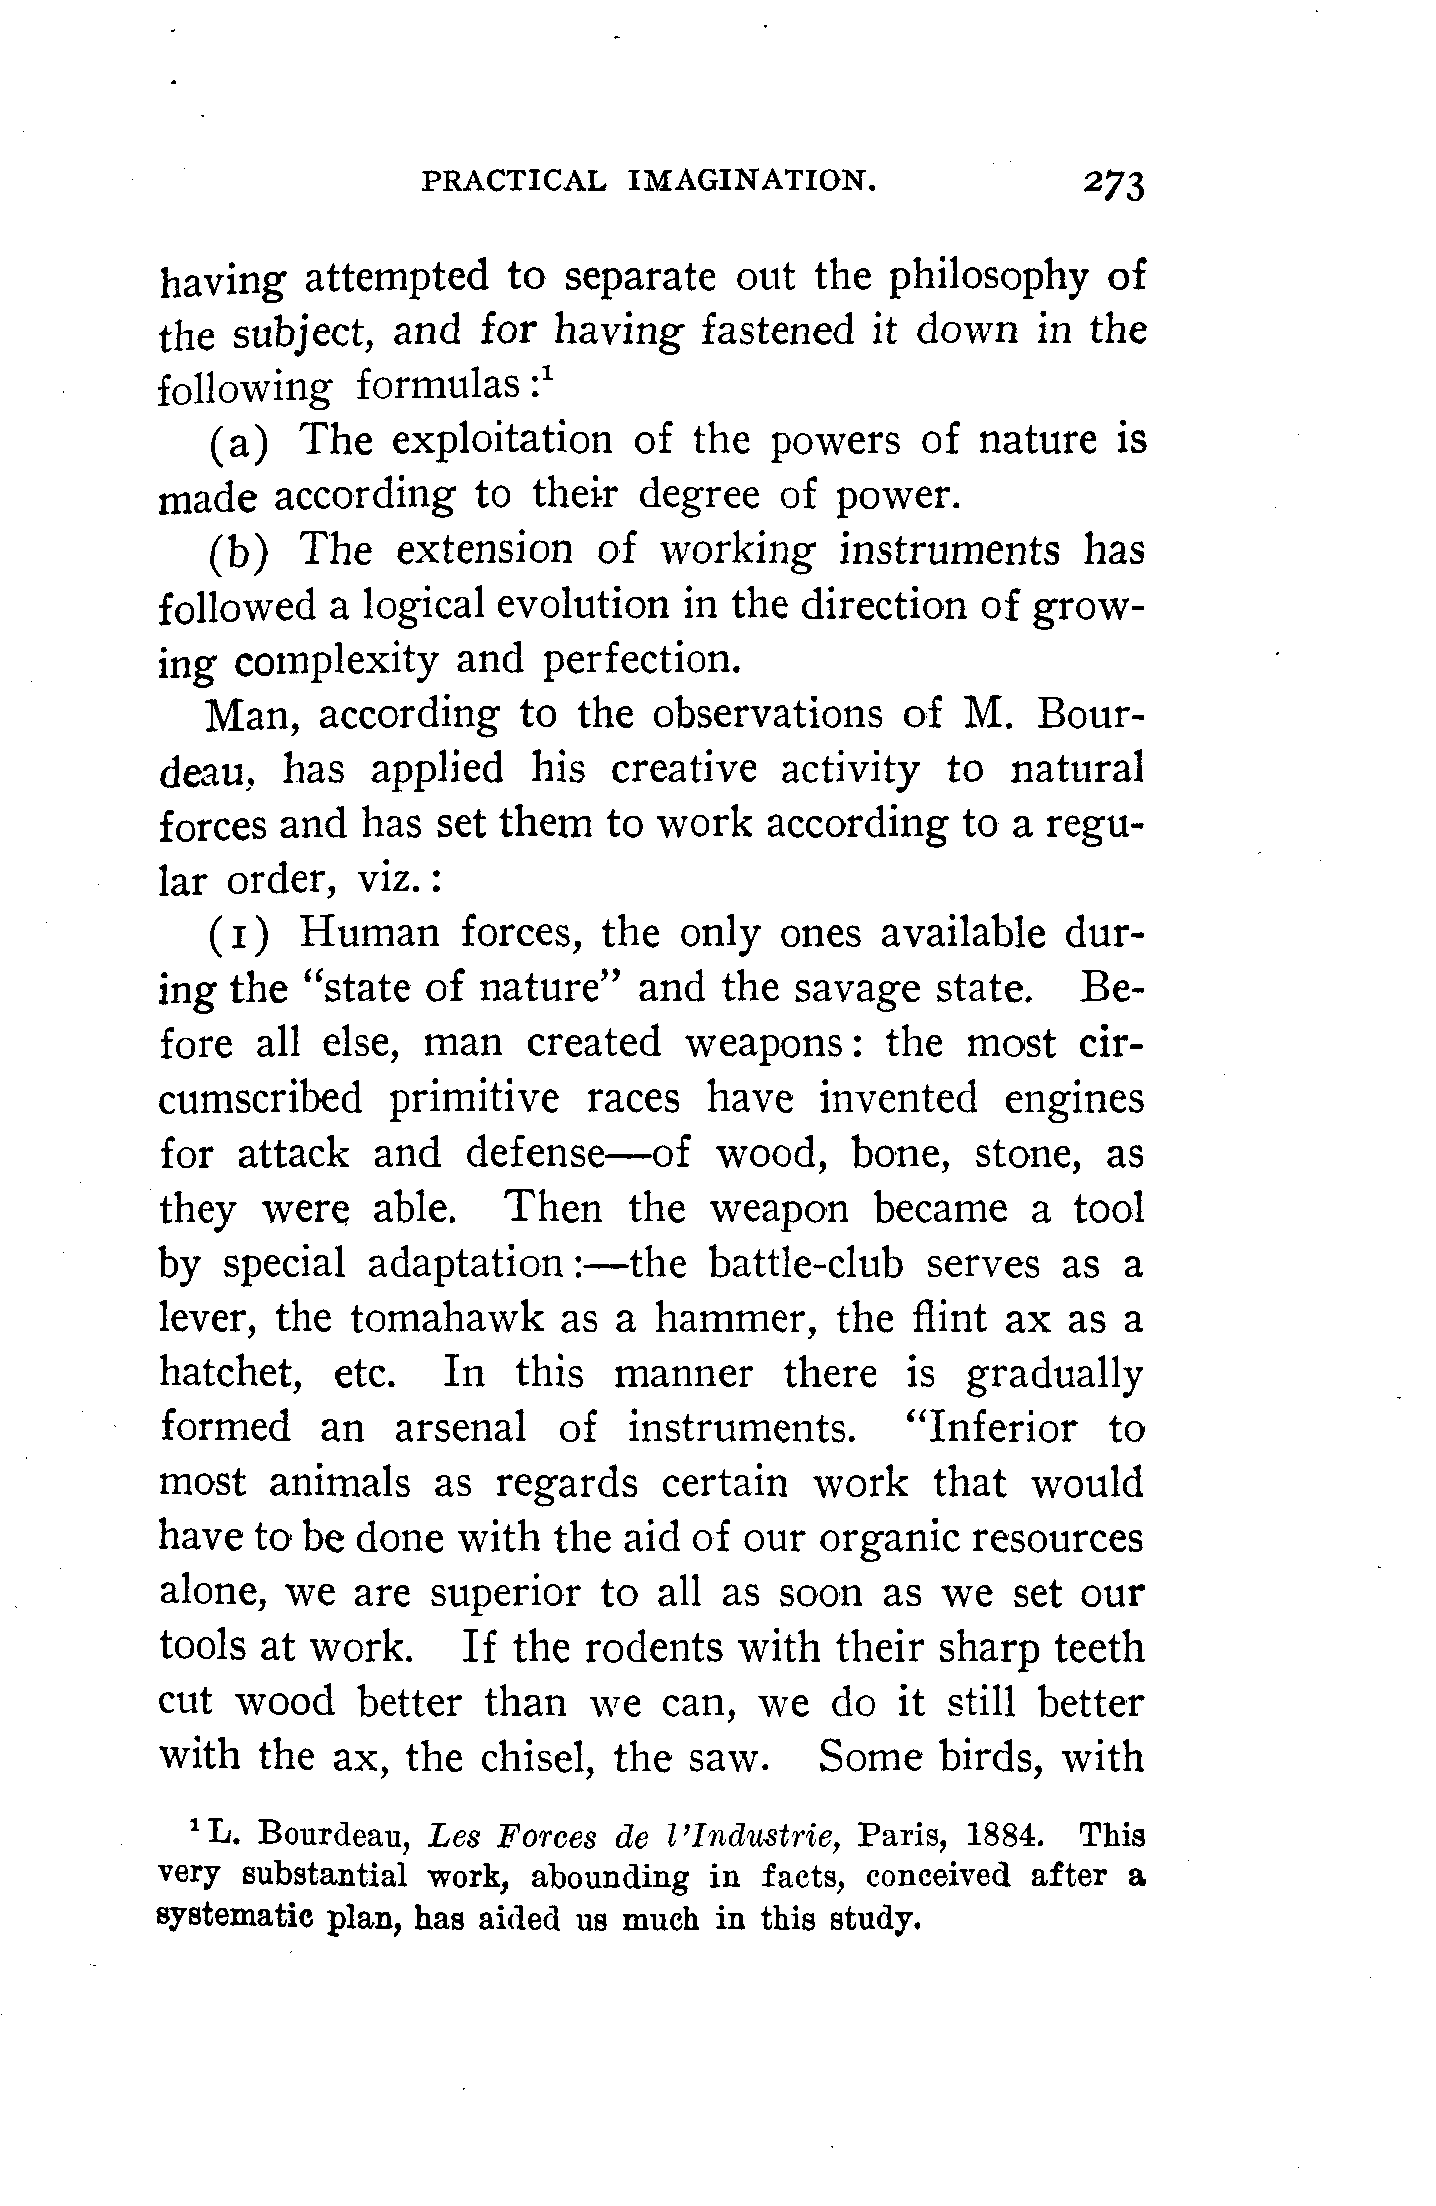 PRACTICAL IMAGINATION. 273
having attempted to separate out the philosophy of
the subject, and for having fastened it down in the
following formulas :¹
(a) The exploitation of the powers of nature is
made according to their degree of power.
(b) The extension of working instruments has
followed a logical evolution in the direction of grow-
ing complexity and perfection.
Man, according to the observations of M. Bour-
deau, has applied his creative activity to natural
forces and has set them to work according to a regu-
lar order, viz. :
(1) Human forces, the only ones available dur-
ing the "state of nature" and the savage state. Be-
fore all else, man created weapons: the most cir-
cumscribed primitive races have invented engines
for attack and defense—of wood, bone, stone, as
they were able. Then the weapon became a tool
by special adaptation :—the battle-club serves as a
lever, the tomahawk as a hammer, the flint ax as a
hatchet, etc. In this manner there is gradually
formed an arsenal of instruments. "Inferior to
most animals as regards certain work that would
have to be done with the aid of our organic resources
alone, we are superior to all as soon as we set our
tools at work. If the rodents with their sharp teeth
cut wood better than we can, we do it still better
with the ax, the chisel, the saw. Some birds, with
¹ L. Bourdeau, Les Forces de l'Industrie, Paris, 1884. This
very substantial work, abounding in facts, conceived after a
systematic plan, has aided us much in this study.